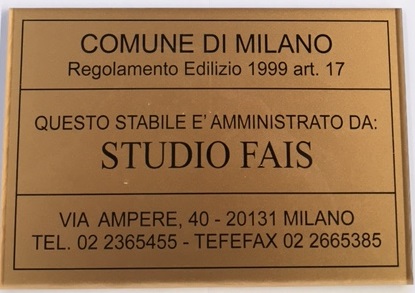 COMUNE DI MILANO
Regolamento Edilizio 1999 art. 17
QUESTO STABILE E' AMMINISTRATO DA:
STUDIO FAIS
VIA AMPERE, 40 - 20131 MILANO
TEL. 02 2365455 - TEFEFAX 02 2665385